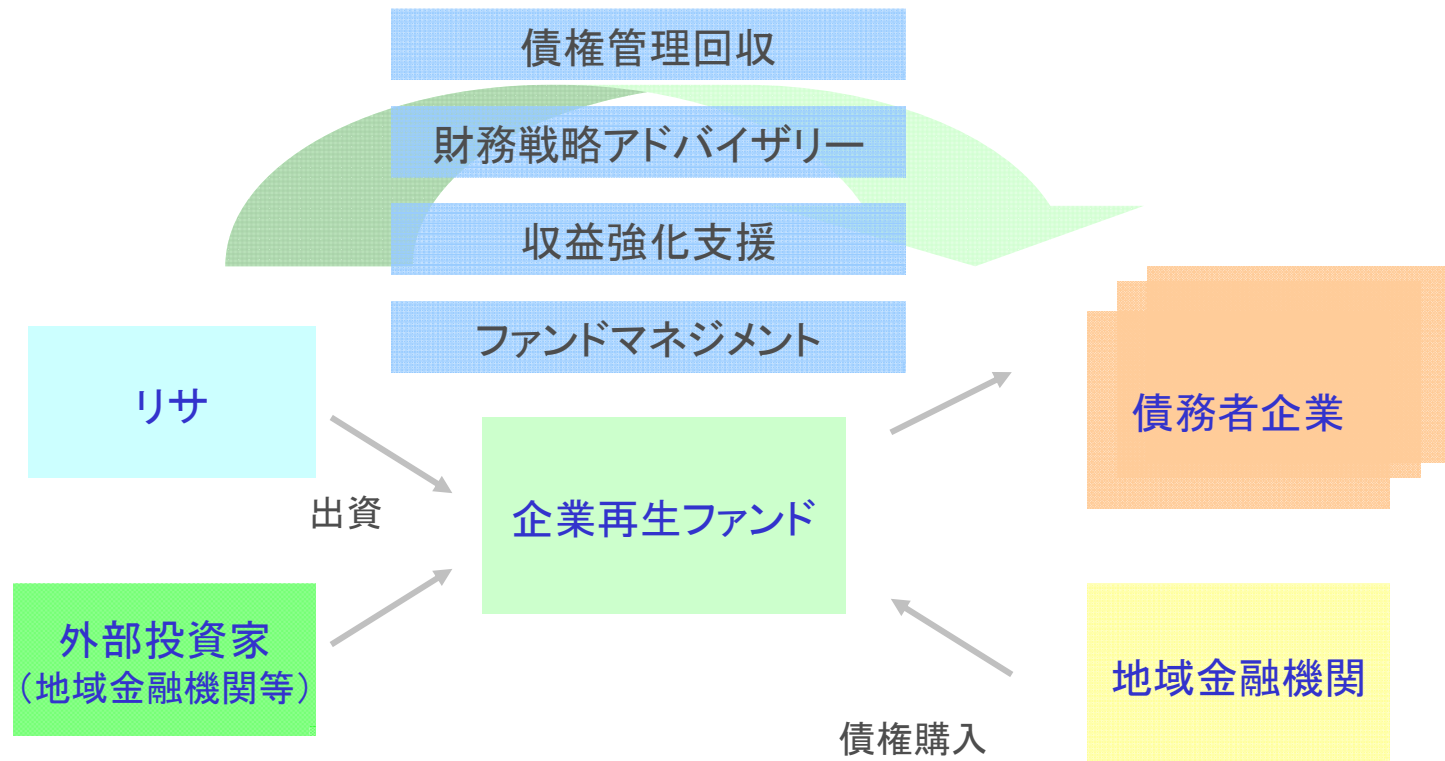 債権管理回収
財務戦略アドバイザリー
収益強化支援
ファンドマネジメント
リサ
債務者企業
出資
企業再生ファンド
外部投資家
(地域金融機関等)
地域金融機関
債権購入